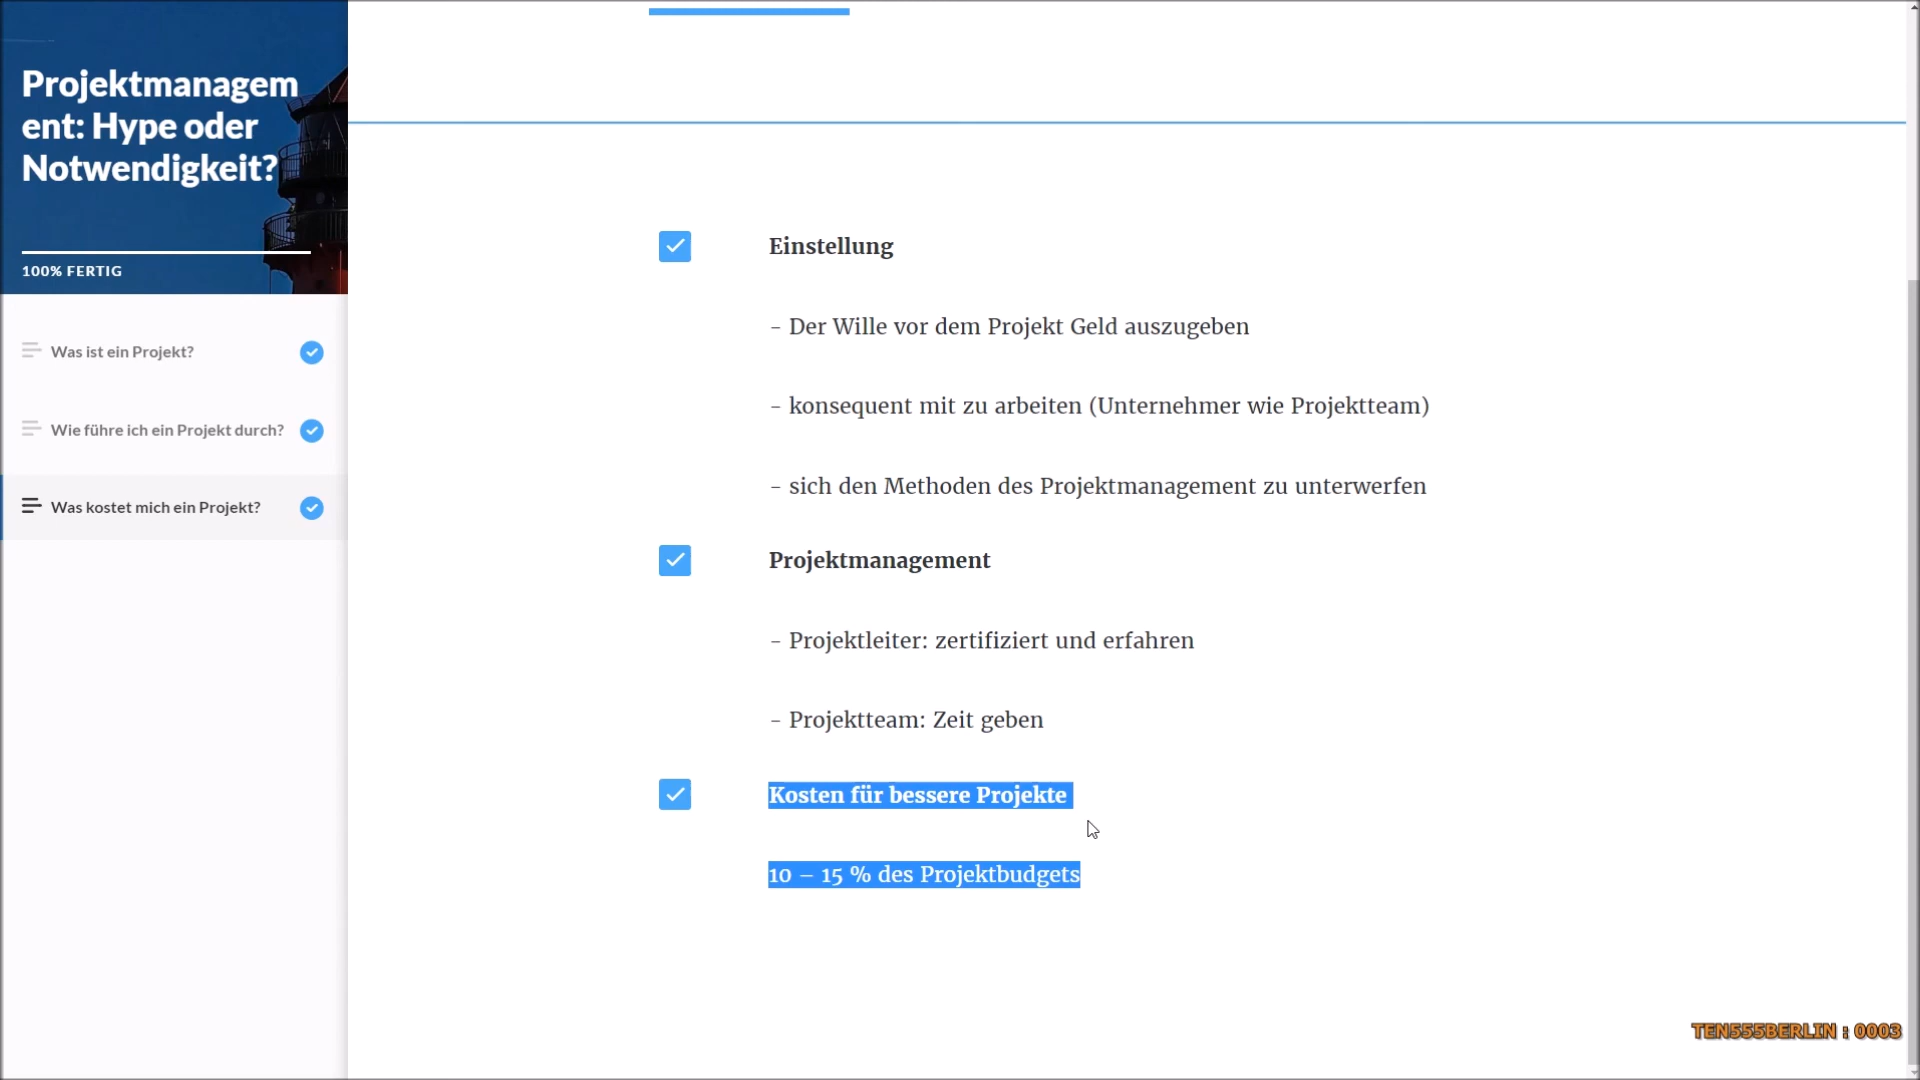 Projektmanagem
ent: Hype oder
Notwendigkeit?
100% FERTIG
Was ist ein Projekt?
Wie führe ich ein Projekt durch?
Was kostet mich ein Projekt?
Einstellung
- Der Wille vor dem Projekt Geld auszugeben
- konsequent mit zu arbeiten (Unternehmer wie Projektteam)
- sich den Methoden des Projektmanagement zu unterwerfen
Projektmanagement
- Projektleiter: zertifiziert und erfahren
- Projektteam: Zeit geben
Kosten für bessere Projekte
10 – 15 % des Projektbudgets
TEN555BERLIN : 0003